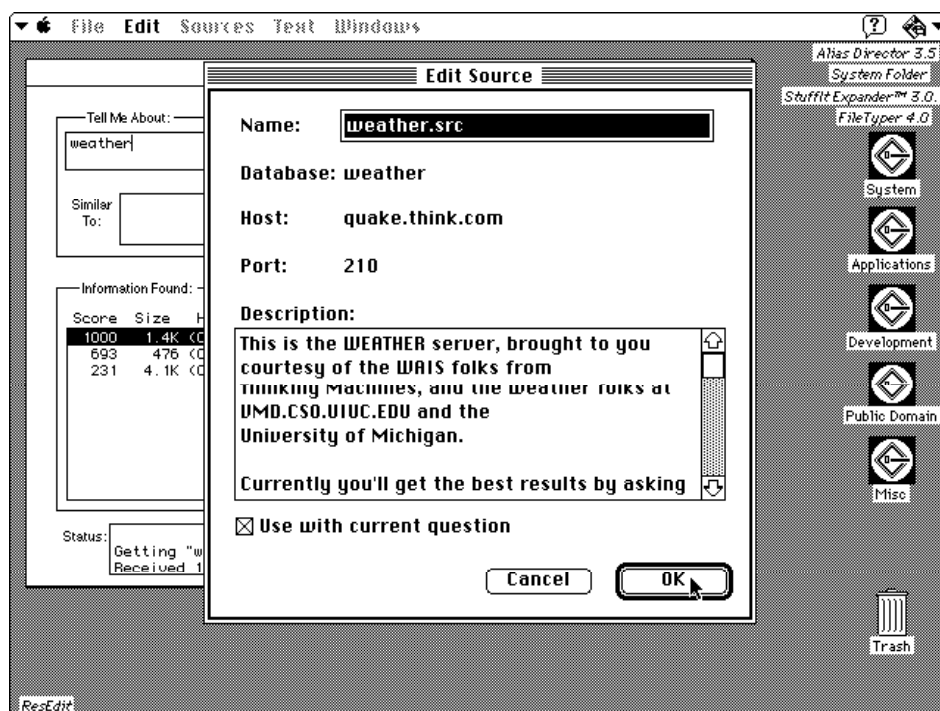 File Edit Sources Text Windows
Alias Director 3.5
System Folder
StuffIt Expander™ 3.0.
FileTyper 4.0
System
Applications
Development
Public Domain
Misc
Trash
ResEdit
Tell Me About:
weather
Similar
To:
Information Found:
Score Size H
1000 1.4K (0
693 476 (0
231 4.1K (0
Status:
Getting "w
Received 1
Edit Source
Name: weather.src
Database: weather
Host: quake.think.com
Port: 210
Description:
This is the WEATHER server, brought to you
courtesy of the WAIS folks from
Thinking Machines, and the weather folks at
VMD.CSO.UIUC.EDU and the
University of Michigan.
Currently you'll get the best results by asking
Use with current question
Cancel OK